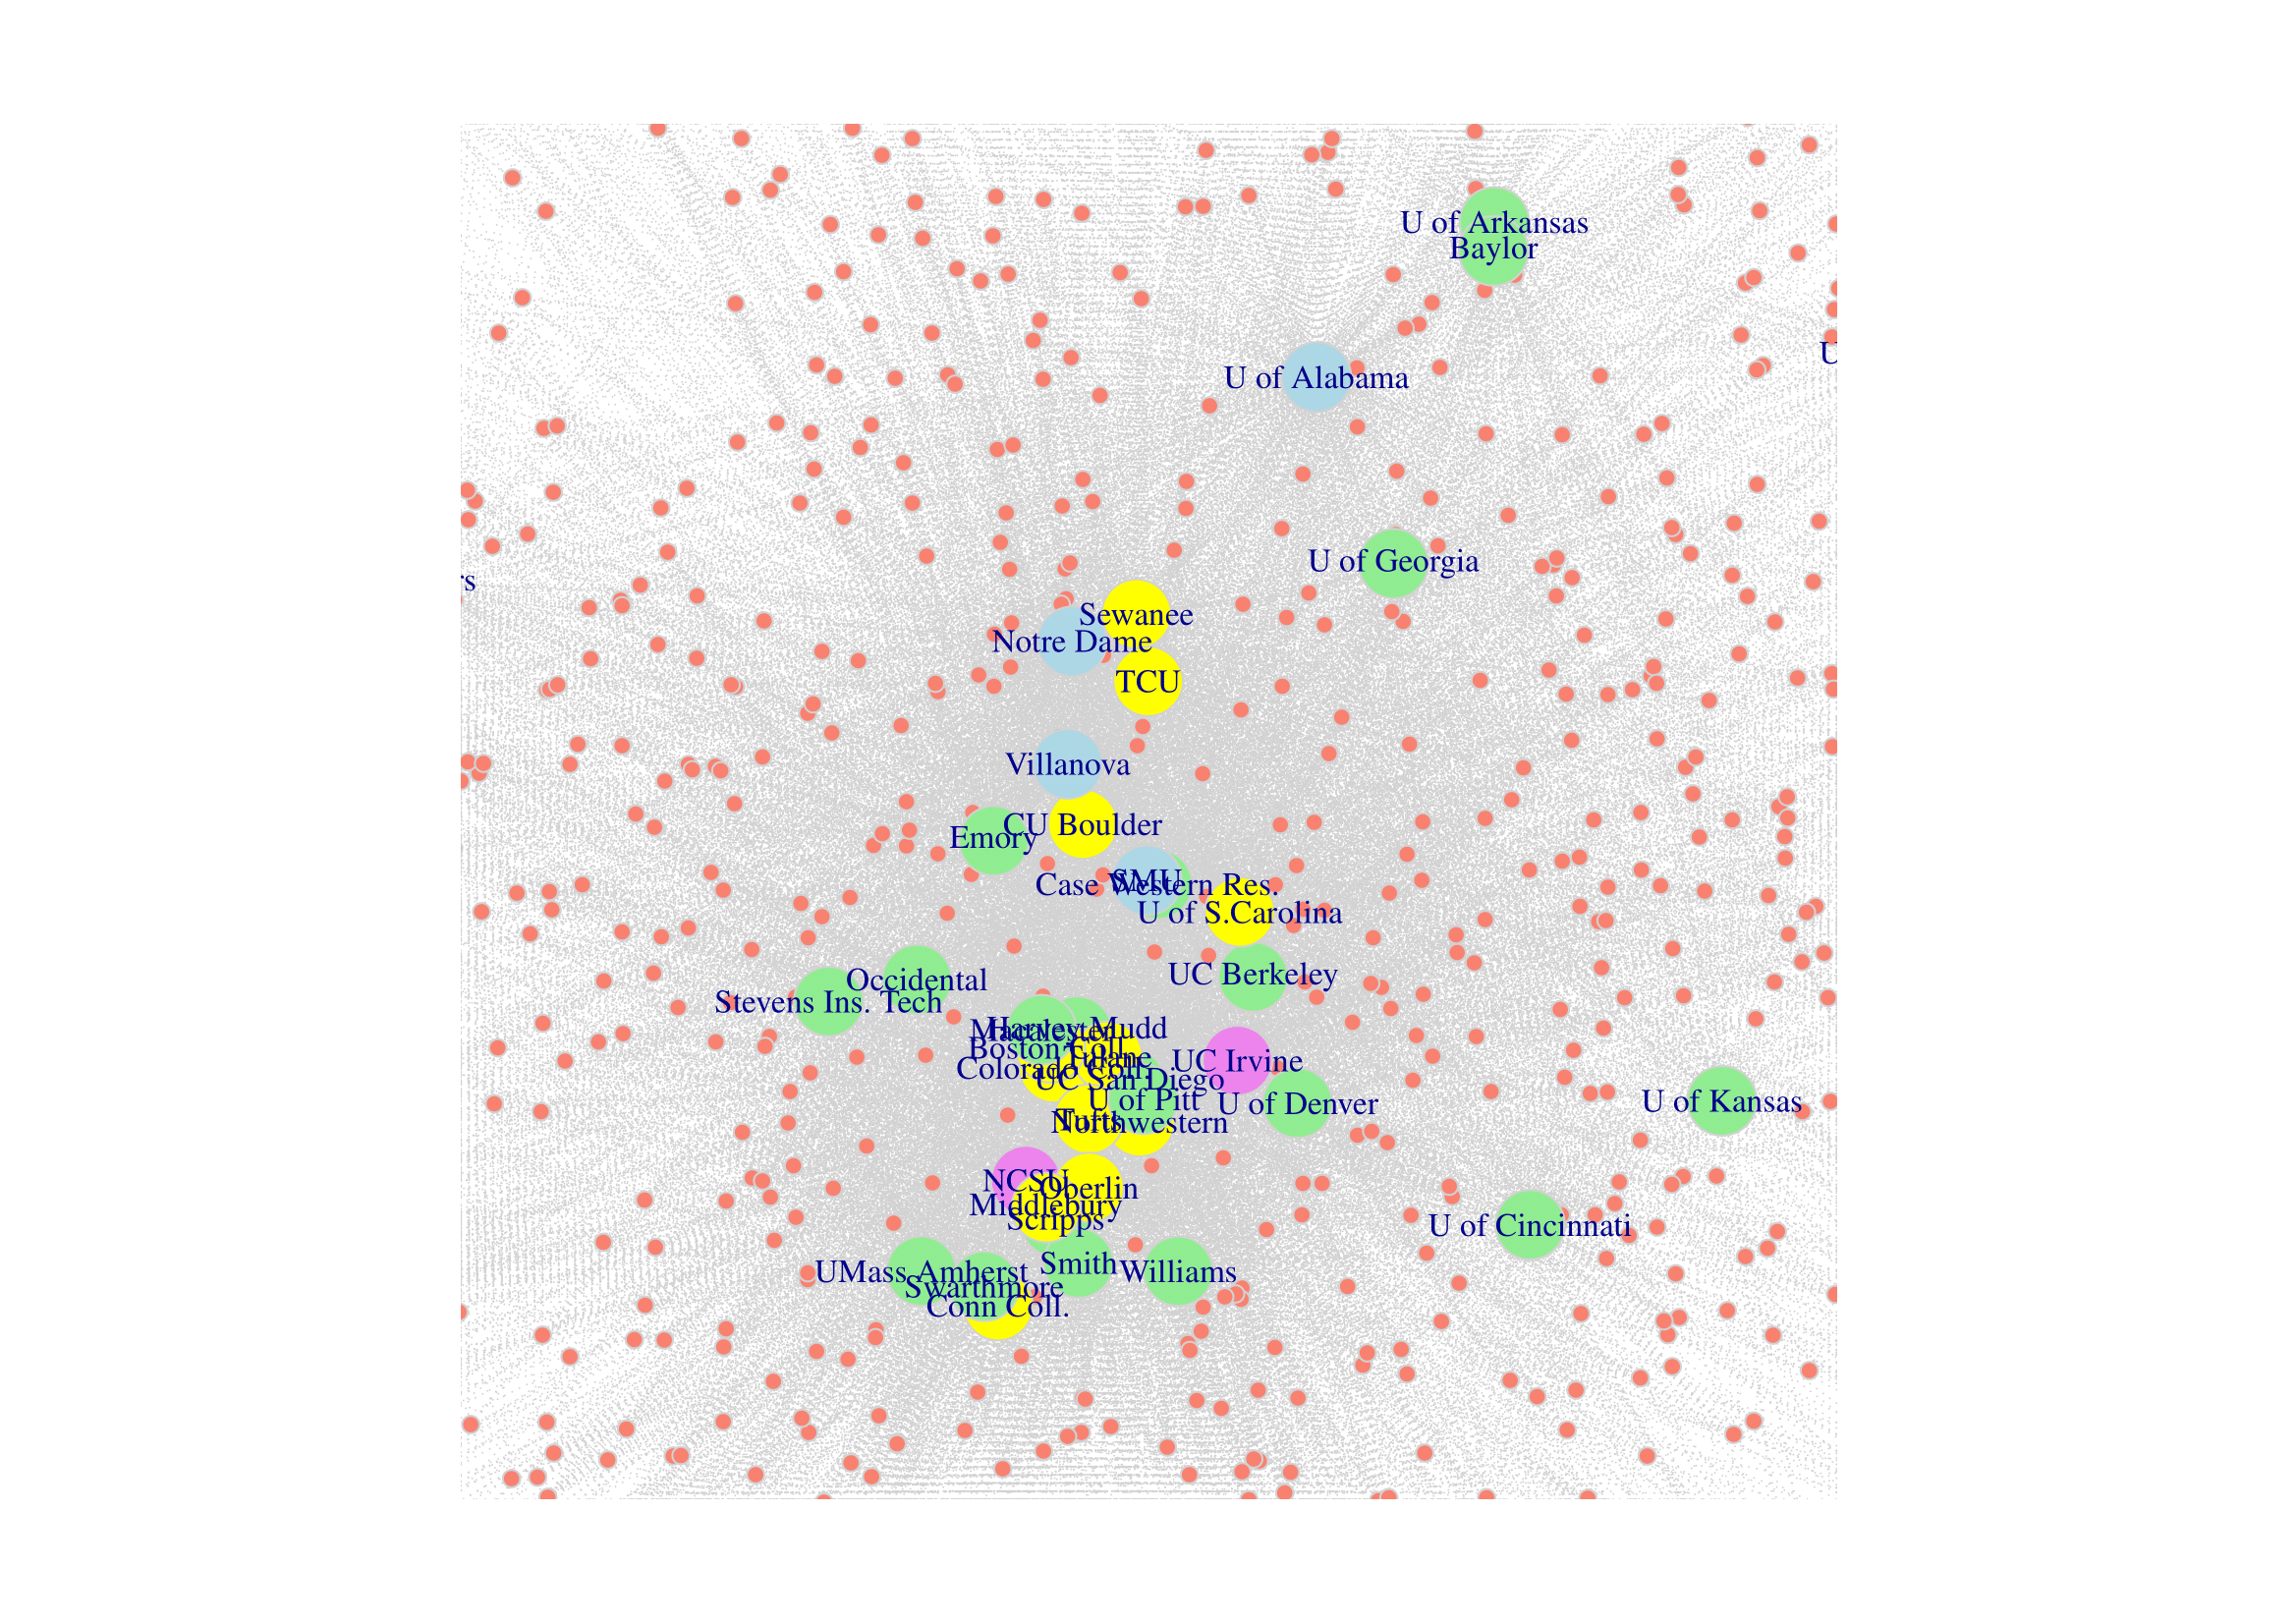 U of Arkansas
Baylor
U
U of Alabama
U of Georgia
rs
Sewanee
Notre Dame
TCU
Villanova
CU Boulder
Emory
SMU
Case Western Res.
U of S.Carolina
UC Berkeley
Occidental
Stevens Ins. Tech
Harvey Mudd
Macalester
Boston Coll.
Tulane
UC Irvine
Colorado Coll.
UC San Diego
U of Pitt
U of Denver
U of Kansas
Tufts
Northwestern
NCSU
Oberlin
Middlebury
Scripps
U of Cincinnati
Smith
UMass Amherst
Williams
Swarthmore
Conn Coll.